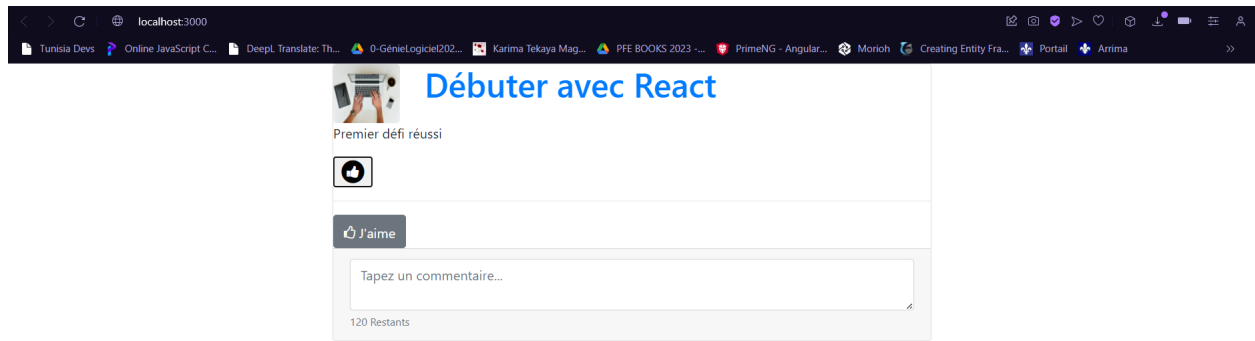 localhost:3000
Tunisia Devs Online JavaScript C... DeepL Translate: Th... 0-GénieLogiciel202... Karima Tekaya Mag... PFE BOOKS 2023 -... PrimeNG - Angular... Morioh Creating Entity Fra... Portail Arrima
Débuter avec React
Premier défi réussi
J'aime
Tapez un commentaire...
120 Restants